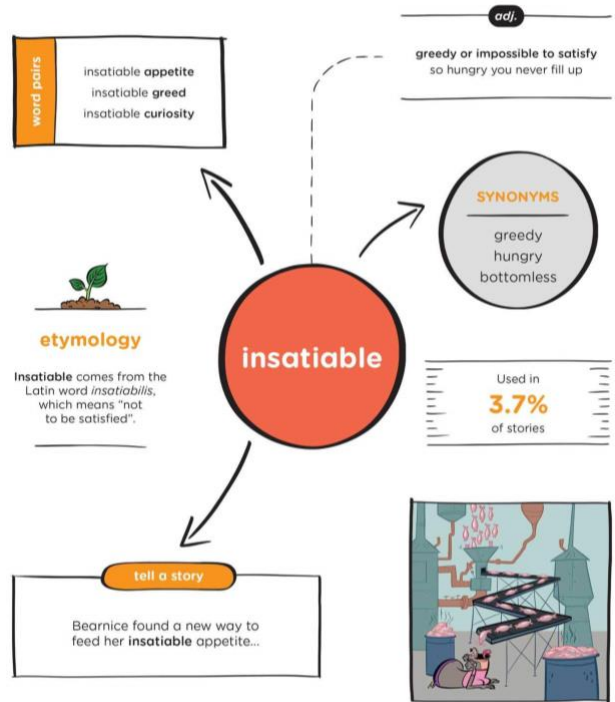 adj.
greedy or impossible to satisfy
so hungry you never fill up
word pairs
insatiable appetite
insatiable greed
insatiable curiosity
SYNONYMS
greedy
hungry
bottomless
etymology
Insatiable comes from the
Latin word insatiabilis,
which means “not
to be satisfied”.
insatiable
Used in
3.7%
of stories
tell a story
Bearnice found a new way to
feed her insatiable appetite...